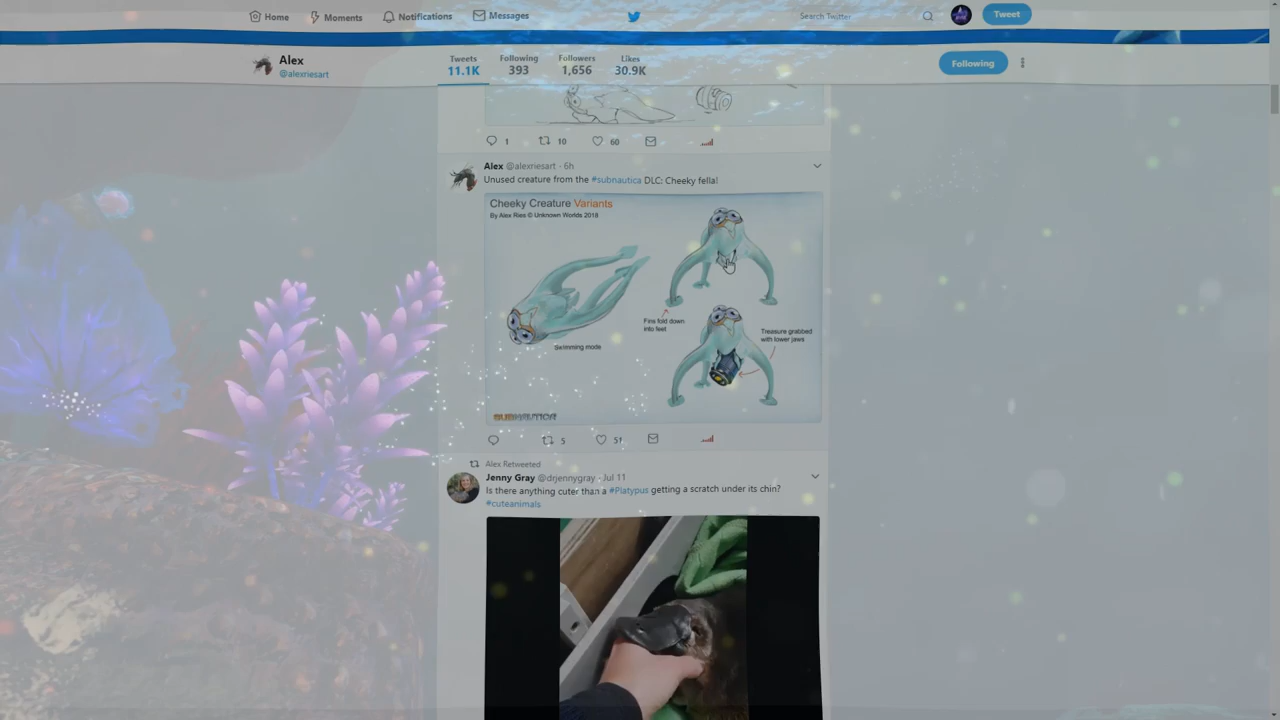 Home
Moments
Notifications
Messages
Search Twitter
Tweet
Alex
@alexriesart
Tweets
11.1K
Following
393
Followers
1,656
Likes
30.9K
Following
1
10
60
Alex @alexriesart · 6h
Unused creature from the #subnautica DLC: Cheeky fella!
Cheeky Creature Variants
By Alex Ries © Unknown Worlds 2018
Fins fold down
into feet
Swimming mode
Treasure grabbed
with lower jaws
SUBNAUTICA
5
51
Alex Retweeted
Jenny Gray @drjennygray · Jul 11
Is there anything cuter than a #Platypus getting a scratch under its chin?
#cuteanimals